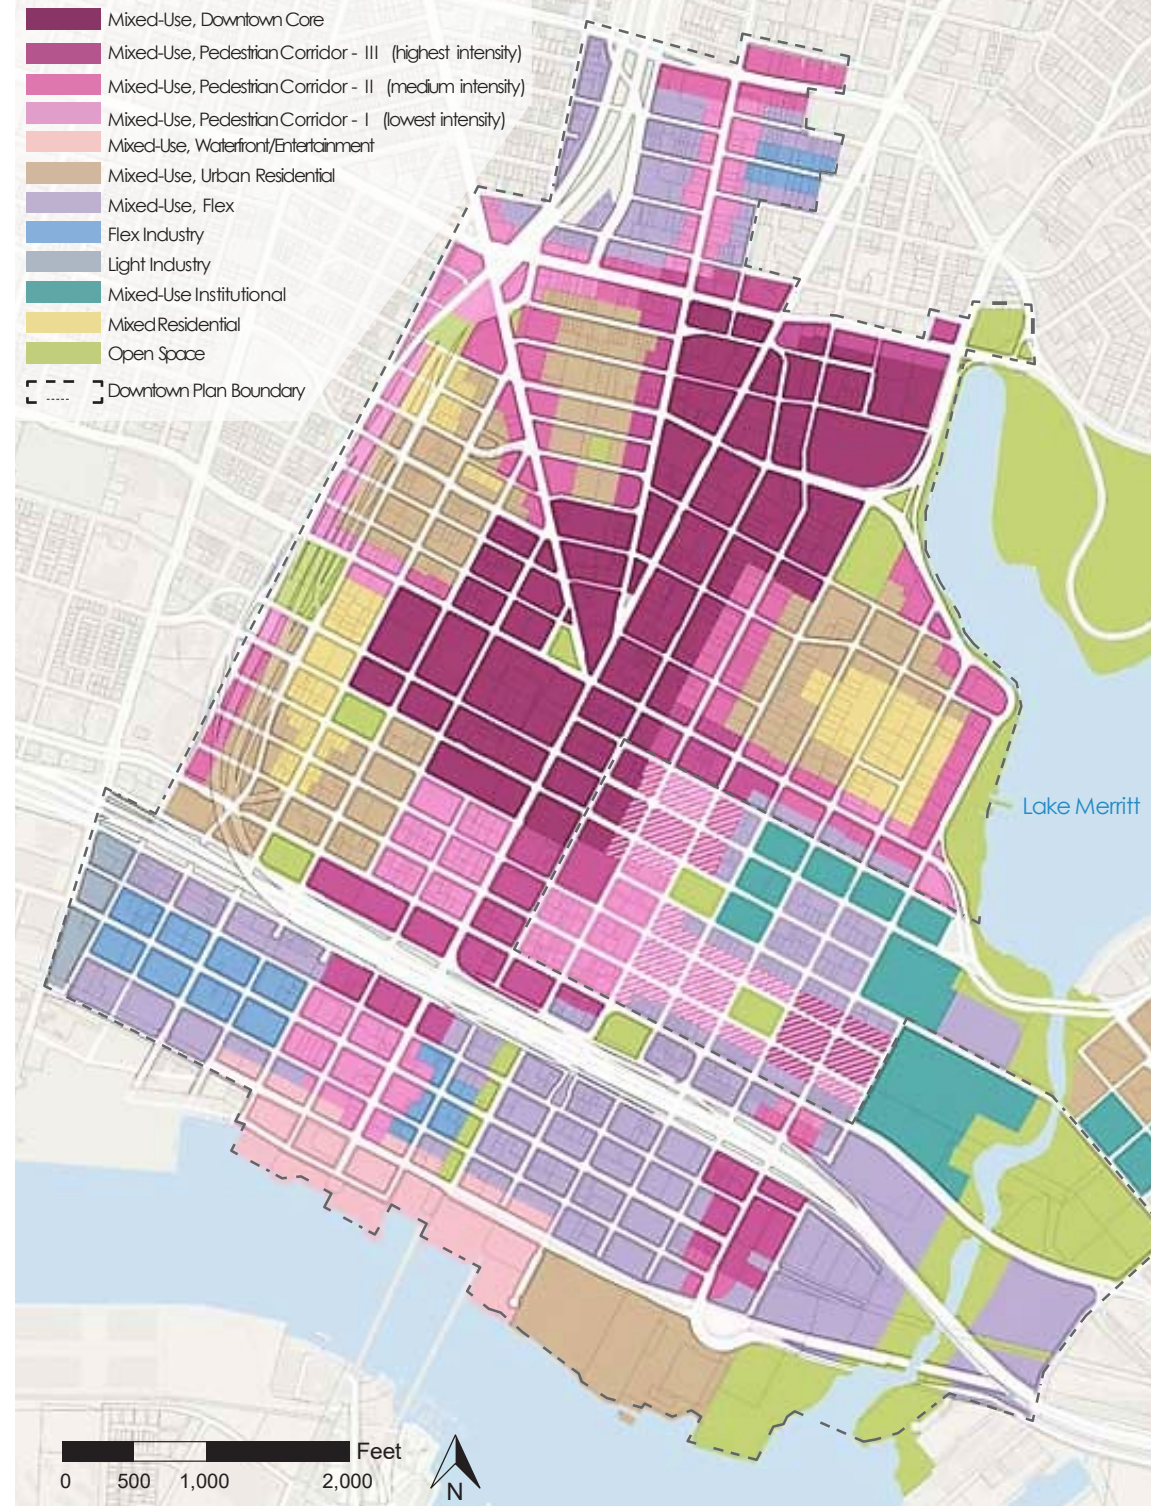 Mixed-Use, Downtown Core
Mixed-Use, Pedestrian Corridor - III (highest intensity)
Mixed-Use, Pedestrian Corridor - II (medium intensity)
Mixed-Use, Pedestrian Corridor - I (lowest intensity)
Mixed-Use, Waterfront/Entertainment
Mixed-Use, Urban Residential
Mixed-Use, Flex
Flex Industry
Light Industry
Mixed-Use Institutional
Mixed Residential
Open Space
Downtown Plan Boundary
Lake Merritt
Feet
0 500 1,000 2,000
N